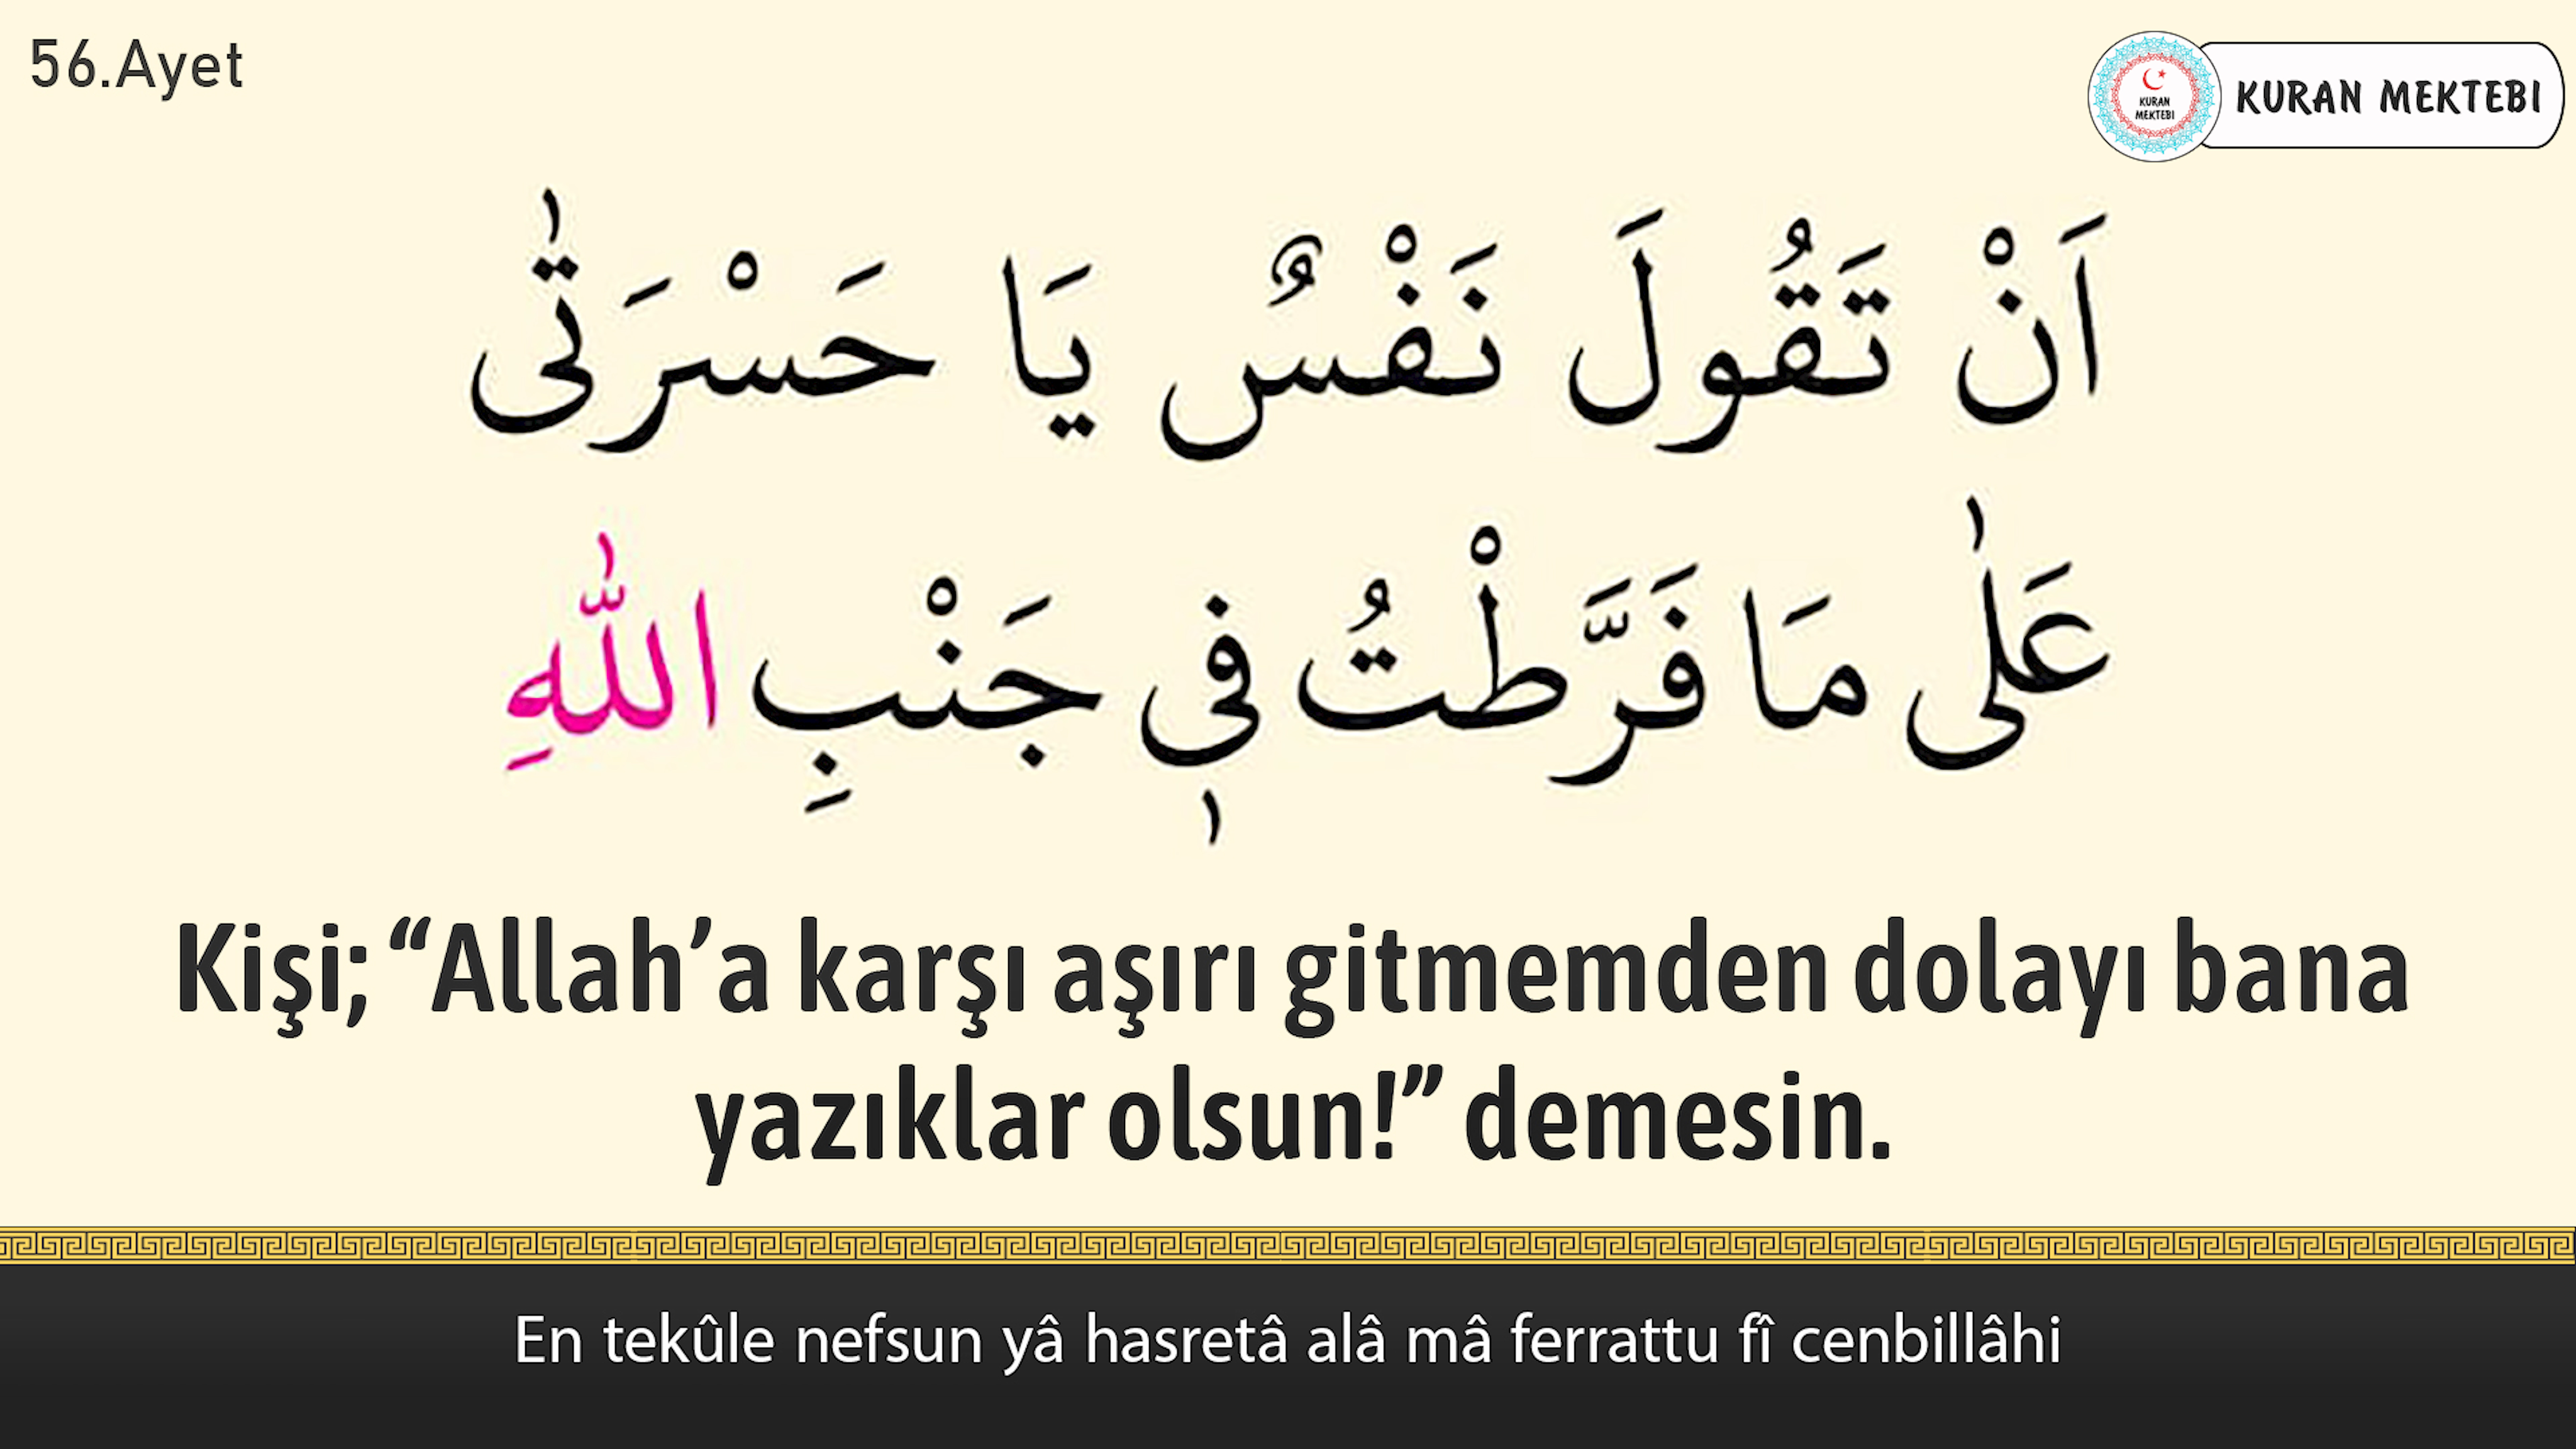 56.Ayet
KURAN
MEKTEBI
KURAN MEKTEBI
اَنْ تَقُولَ نَفْسٌ يَا حَسْرَتٰى
عَلٰى مَا فَرَّطْتُ فٖى جَنْبِ اللّٰهِ
Kişi; “Allah’a karşı aşırı gitmemden dolayı bana
yazıklar olsun!” demesin.
En tekûle nefsun yâ hasretâ alâ mâ ferrattu fî cenbillâhi